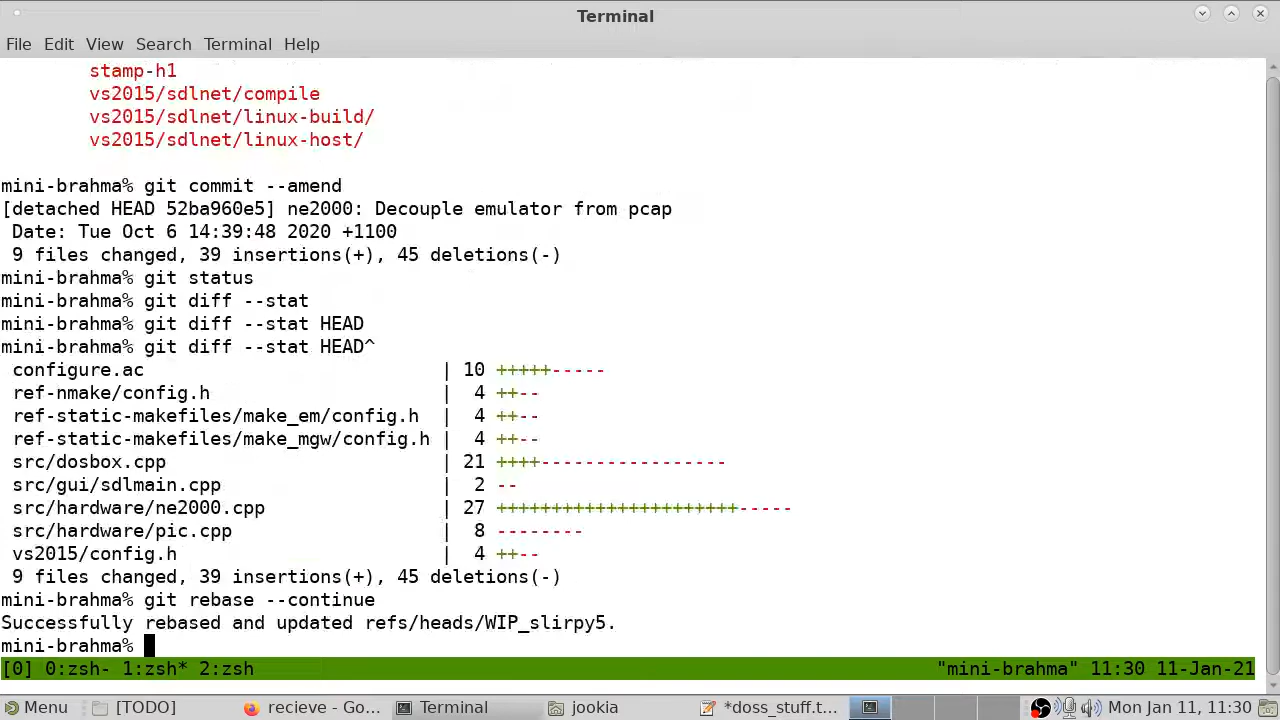 Terminal
File Edit View Search Terminal Help
stamp-h1
vs2015/sdlnet/compile
vs2015/sdlnet/linux-build/
vs2015/sdlnet/linux-host/
mini-brahma% git commit --amend
[detached HEAD 52ba960e5] ne2000: Decouple emulator from pcap
Date: Tue Oct 6 14:39:48 2020 +1100
9 files changed, 39 insertions(+), 45 deletions(-)
mini-brahma% git status
mini-brahma% git diff --stat
mini-brahma% git diff --stat HEAD
mini-brahma% git diff --stat HEAD^
configure.ac | 10 +++++-----
ref-nmake/config.h | 4 ++--
ref-static-makefiles/make_em/config.h | 4 ++--
ref-static-makefiles/make_mgw/config.h | 4 ++--
src/dosbox.cpp | 21 ++++-----------------
src/gui/sdlmain.cpp | 2 --
src/hardware/ne2000.cpp | 27 ++++++++++++++++++++++-----
src/hardware/pic.cpp | 8 --------
vs2015/config.h | 4 ++--
9 files changed, 39 insertions(+), 45 deletions(-)
mini-brahma% git rebase --continue
Successfully rebased and updated refs/heads/WIP_slirpy5.
mini-brahma%
[0] 0:zsh- 1:zsh* 2:zsh "mini-brahma" 11:30 11-Jan-21
Menu [TODO] recieve - Go... Terminal jookia *doss_stuff.t... Mon Jan 11, 11:30